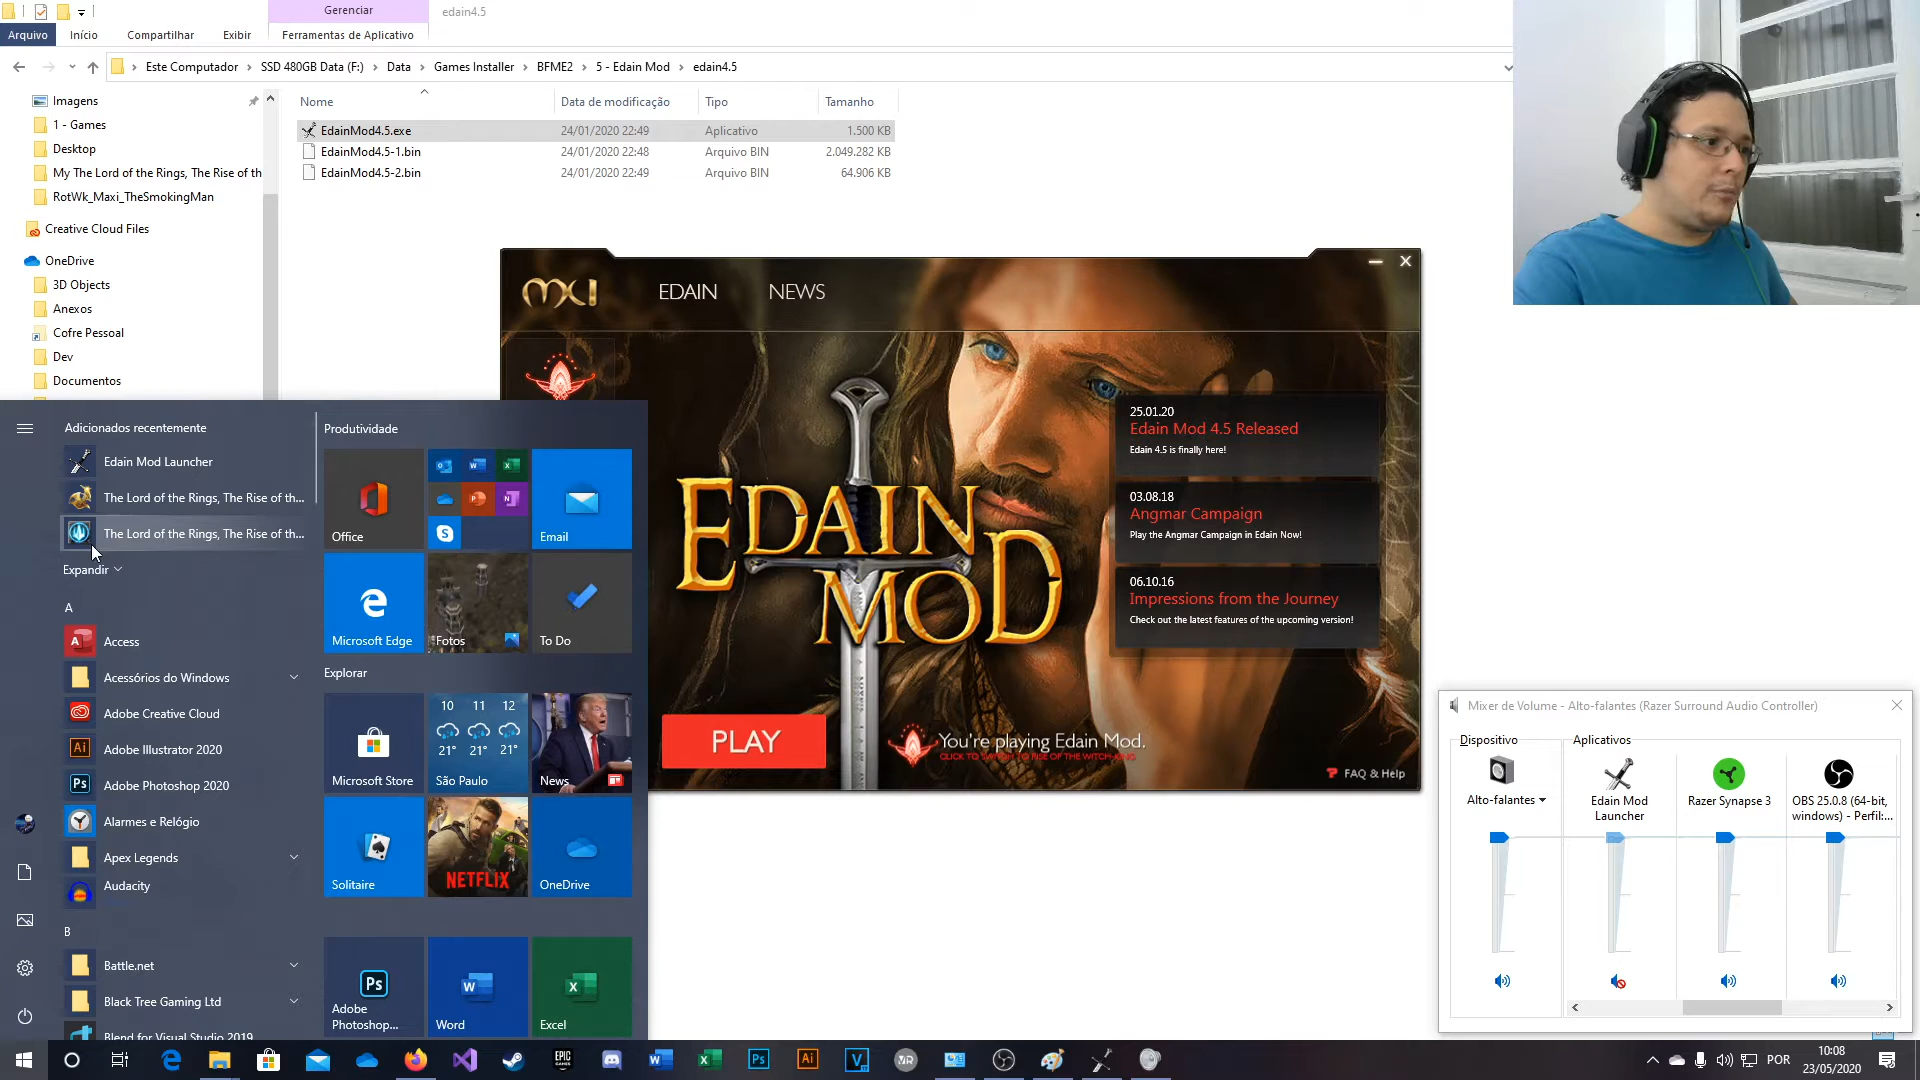 Gerenciar
edain4.5
Arquivo
Início
Compartilhar
Exibir
Ferramentas de Aplicativo
Este Computador
SSD 480GB Data (F:)
Data
Games Installer
BFME2
5 - Edain Mod
edain4.5
Imagens
1 - Games
Desktop
My The Lord of the Rings, The Rise of th
RotWk_Maxi_TheSmokingMan
Creative Cloud Files
OneDrive
3D Objects
Anexos
Cofre Pessoal
Dev
Documentos
Nome
Data de modificação
Tipo
Tamanho
EdainMod4.5.exe
24/01/2020 22:49
Aplicativo
1.500 KB
EdainMod4.5-1.bin
24/01/2020 22:48
Arquivo BIN
2.049.282 KB
EdainMod4.5-2.bin
24/01/2020 22:49
Arquivo BIN
64.906 KB
EDAIN
NEWS
25.01.20
Edain Mod 4.5 Released
Edain 4.5 is finally here!
03.08.18
Angmar Campaign
Play the Angmar Campaign in Edain Now!
06.10.16
Impressions from the Journey
Check out the latest features of the upcoming version!
EDAIN
MOD
PLAY
You're playing Edain Mod.
CLICK TO SWITCH TO RISE OF THE WITCH-KING
FAQ & Help
Adicionados recentemente
Edain Mod Launcher
The Lord of the Rings, The Rise of th...
The Lord of the Rings, The Rise of th...
Expandir
A
Access
Acessórios do Windows
Adobe Creative Cloud
Adobe Illustrator 2020
Adobe Photoshop 2020
Alarmes e Relógio
Apex Legends
Audacity
B
Battle.net
Black Tree Gaming Ltd
Blend for Visual Studio 2019
Produtividade
Office
Email
Microsoft Edge
Fotos
To Do
Explorar
Microsoft Store
10 11 12
21° 21° 21°
São Paulo
News
Solitaire
NETFLIX
OneDrive
Adobe
Photoshop...
Word
Excel
Mixer de Volume - Alto-falantes (Razer Surround Audio Controller)
Dispositivo
Aplicativos
Alto-falantes
Edain Mod
Launcher
Razer Synapse 3
OBS 25.0.8 (64-bit,
windows) - Perfil:...
POR
10:08
23/05/2020